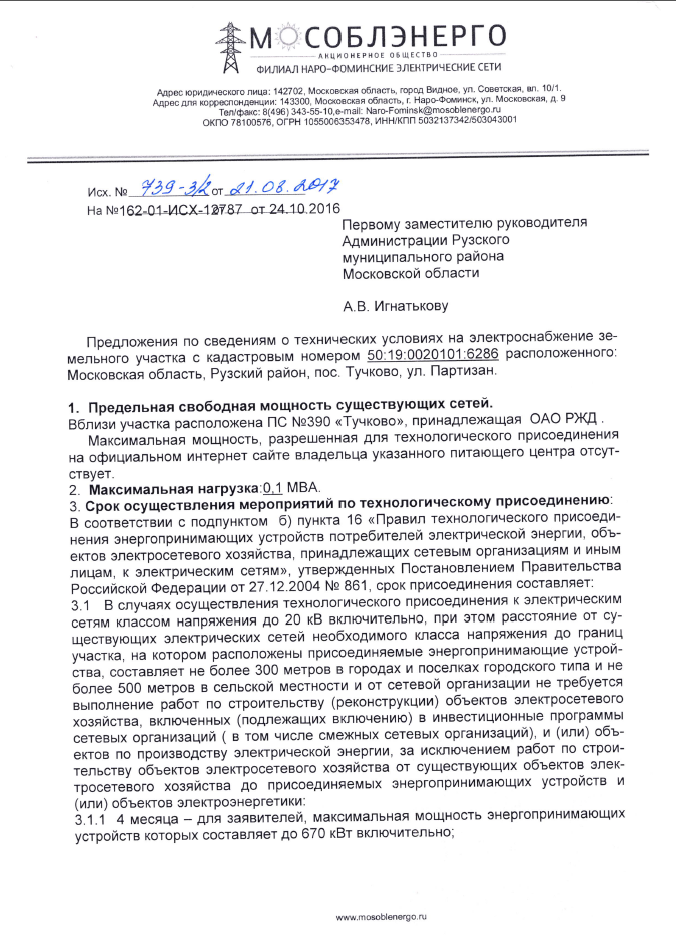 МОСОБЛЭНЕРГО
АКЦИОНЕРНОЕ ОБЩЕСТВО
ФИЛИАЛ НАРО-ФОМИНСКИЕ ЭЛЕКТРИЧЕСКИЕ СЕТИ
Адрес юридического лица: 142702, Московская область, город Видное, ул. Советская, вл. 10/1.
Адрес для корреспонденции: 143300, Московская область, г. Наро-Фоминск, ул. Московская, д. 9
Тел/факс: 8(496) 343-55-10,e-mail: Naro-Fominsk@mosoblenergo.ru
ОКПО 78100576, ОГРН 1055006353478, ИНН/КПП 5032137342/503043001
Исх. № 739-3/2 от 21.08.2017
На №162-01-ИСХ-12787 от 24.10.2016
Первому заместителю руководителя
Администрации Рузского
муниципального района
Московской области
А.В. Игнатькову
Предложения по сведениям о технических условиях на электроснабжение зе-
мельного участка с кадастровым номером 50:19:0020101:6286 расположенного:
Московская область, Рузский район, пос. Тучково, ул. Партизан.
1. Предельная свободная мощность существующих сетей.
Вблизи участка расположена ПС №390 «Тучково», принадлежащая ОАО РЖД .
Максимальная мощность, разрешенная для технологического присоединения
на официальном интернет сайте владельца указанного питающего центра отсут-
ствует.
2. Максимальная нагрузка:0,1 МВА.
3. Срок осуществления мероприятий по технологическому присоединению:
В соответствии с подпунктом б) пункта 16 «Правил технологического присоеди-
нения энергопринимающих устройств потребителей электрической энергии, объ-
ектов электросетевого хозяйства, принадлежащих сетевым организациям и иным
лицам, к электрическим сетям», утвержденных Постановлением Правительства
Российской Федерации от 27.12.2004 № 861, срок присоединения составляет:
3.1 В случаях осуществления технологического присоединения к электрическим
сетям классом напряжения до 20 кВ включительно, при этом расстояние от су-
ществующих электрических сетей необходимого класса напряжения до границ
участка, на котором расположены присоединяемые энергопринимающие устрой-
ства, составляет не более 300 метров в городах и поселках городского типа и не
более 500 метров в сельской местности и от сетевой организации не требуется
выполнение работ по строительству (реконструкции) объектов электросетевого
хозяйства, включенных (подлежащих включению) в инвестиционные программы
сетевых организаций ( в том числе смежных сетевых организаций), и (или) объ-
ектов по производству электрической энергии, за исключением работ по строи-
тельству объектов электросетевого хозяйства от существующих объектов элек-
тросетевого хозяйства до присоединяемых энергопринимающих устройств и
(или) объектов электроэнергетики:
3.1.1 4 месяца – для заявителей, максимальная мощность энергопринимающих
устройств которых составляет до 670 кВт включительно;
www.mosoblenergo.ru